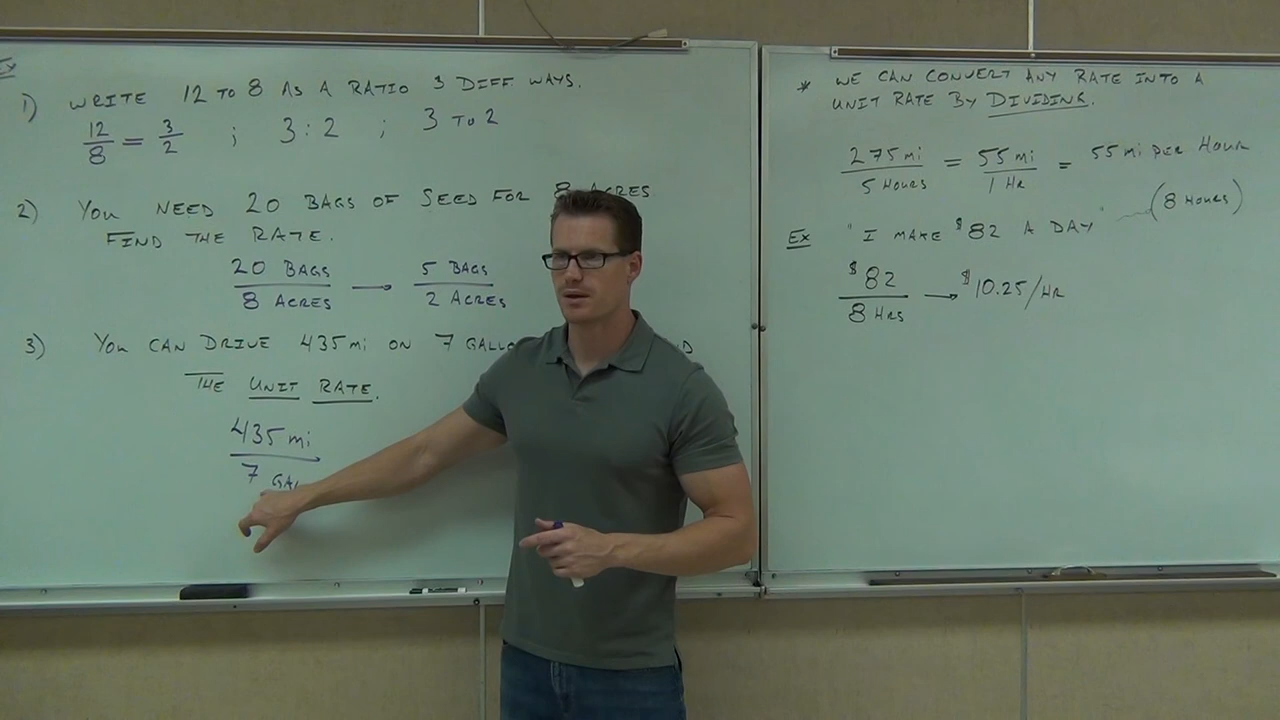 Ex
1) WRITE 12 TO 8 AS A RATIO 3 DIFF WAYS.
12/8 = 3/2 ; 3:2 ; 3 TO 2
2) YOU NEED 20 BAGS OF SEED FOR 8 ACRES
FIND THE RATE.
20 BAGS/8 ACRES → 5 BAGS/2 ACRES
3) YOU CAN DRIVE 435 mi ON 7
THE UNIT RATE.
435 mi/7 GAL
* WE CAN CONVERT ANY RATE INTO A
UNIT RATE BY DIVIDING.
275 mi/5 HOURS = 55 mi/1 HR = 55 mi PER HOUR
(8 HOURS)
Ex "I MAKE $82 A DAY"
$82/8 HRS → $10.25/HR